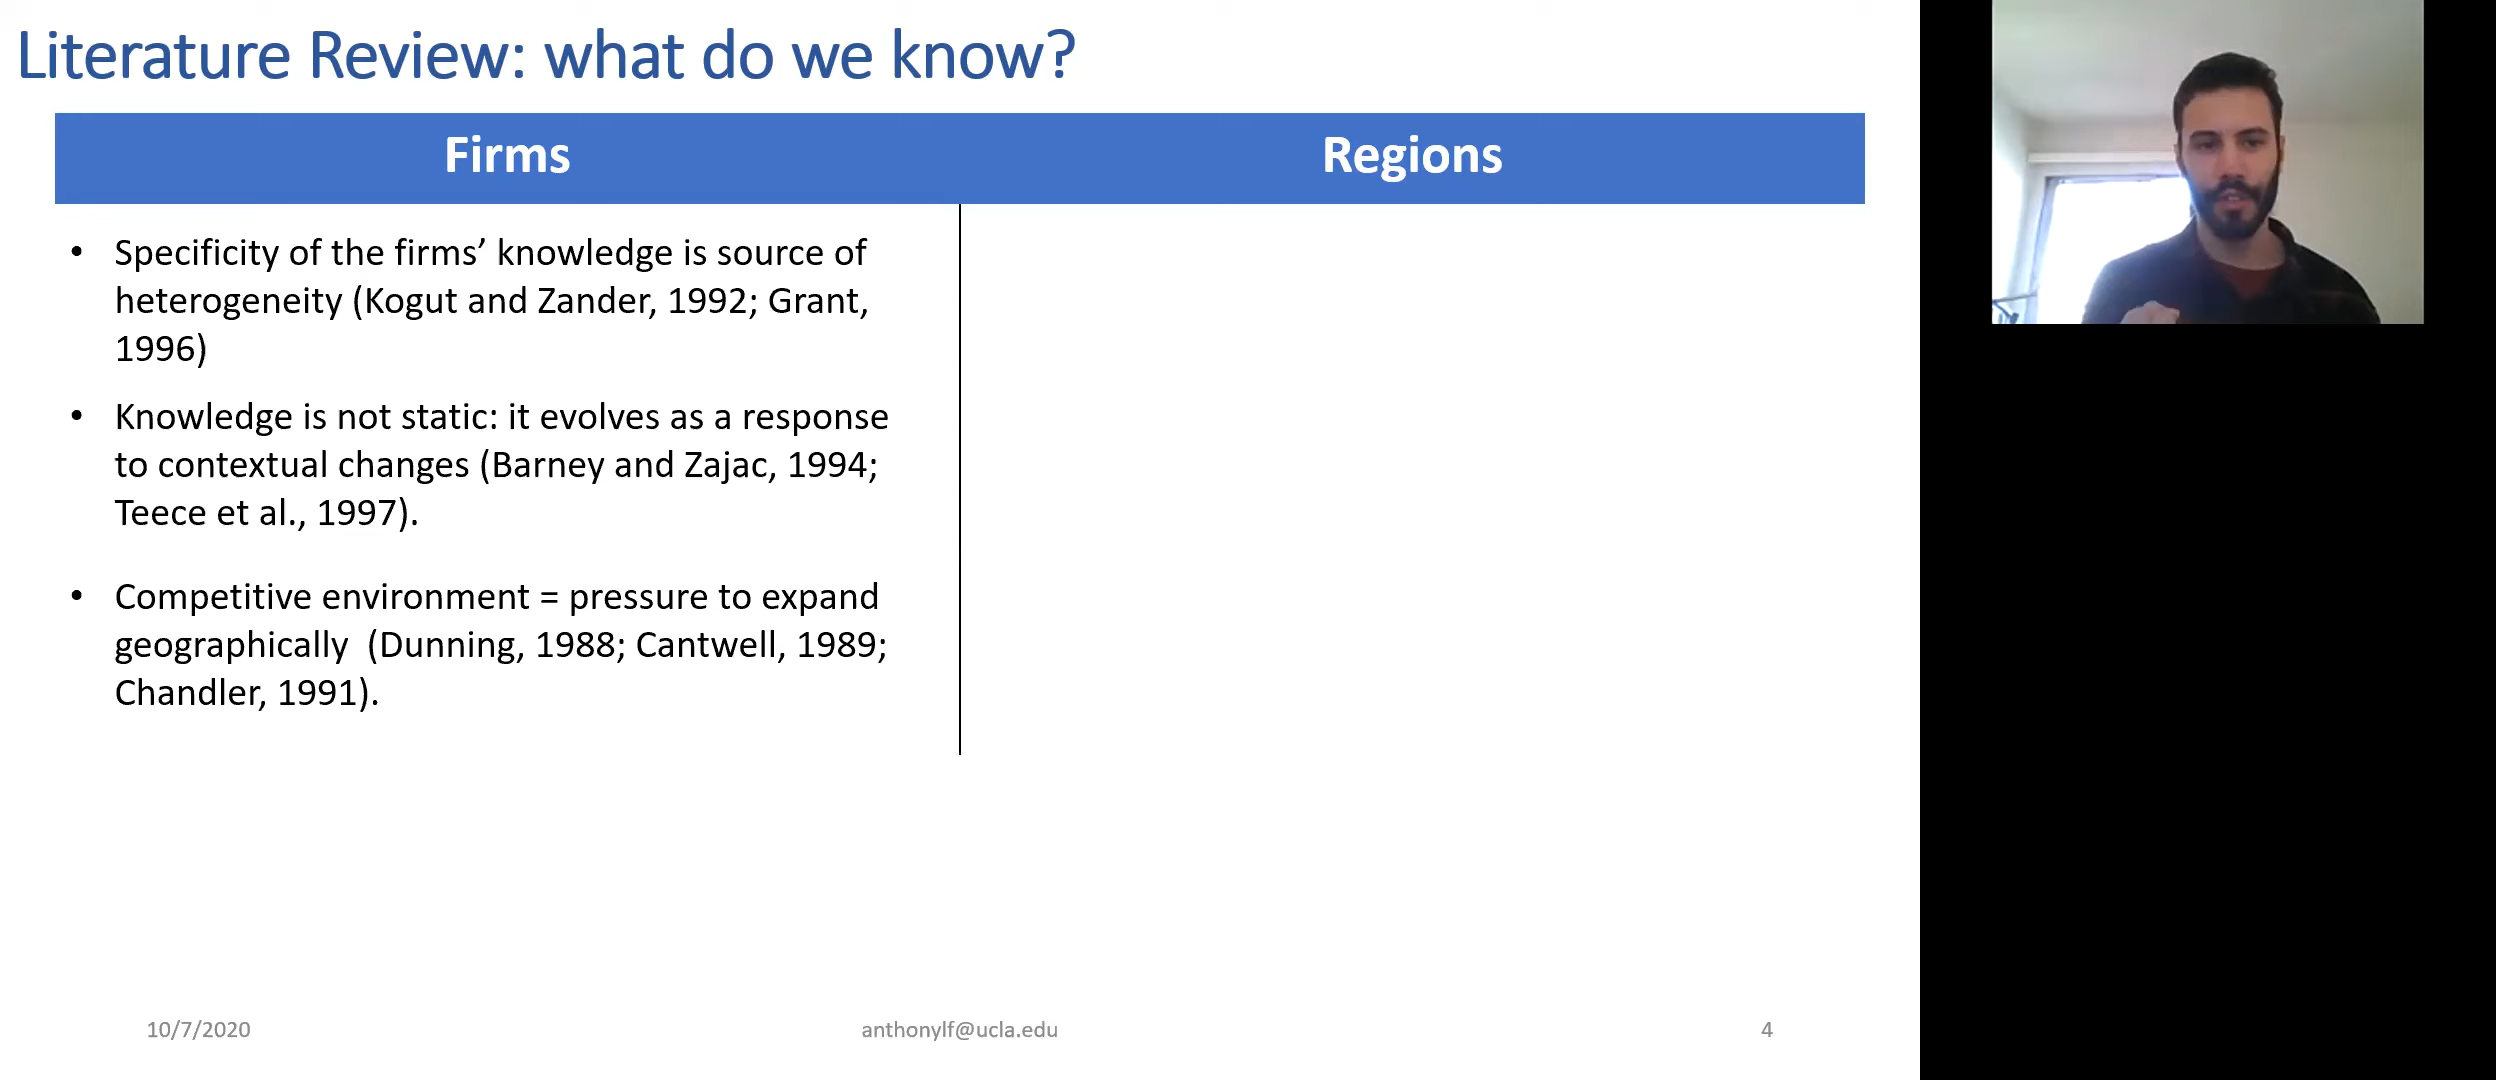 Literature Review: what do we know?
Firms
Regions
• Specificity of the firms’ knowledge is source of
heterogeneity (Kogut and Zander, 1992; Grant,
1996)
• Knowledge is not static: it evolves as a response
to contextual changes (Barney and Zajac, 1994;
Teece et al., 1997).
• Competitive environment = pressure to expand
geographically  (Dunning, 1988; Cantwell, 1989;
Chandler, 1991).
10/7/2020
anthonylf@ucla.edu
4